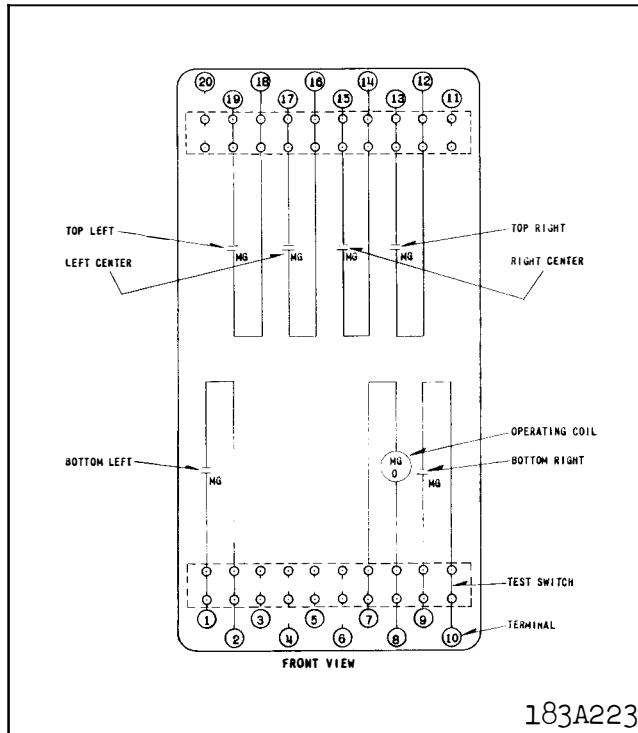 20 18 16 14 12
19 17 15 13 11
TOP LEFT
LEFT CENTER
MG MG MG MG
TOP RIGHT
RIGHT CENTER
OPERATING COIL
BOTTOM LEFT
MG
MG
O
MG
BOTTOM RIGHT
TEST SWITCH
1 3 5 7 9
2 4 6 8 10
TERMINAL
FRONT VIEW
183A223